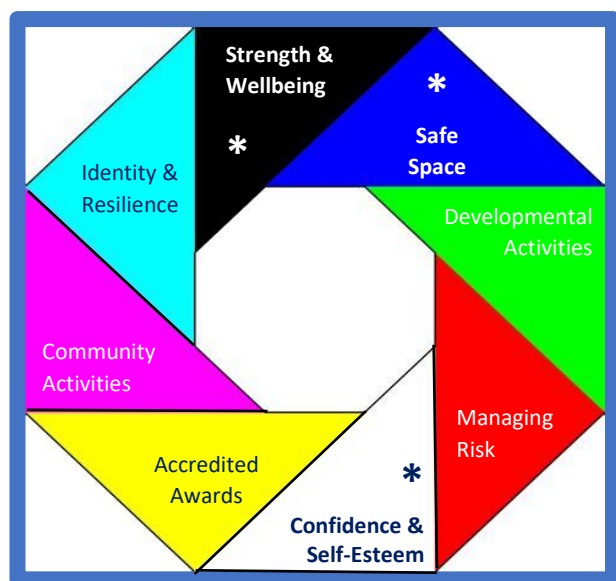 Strength &
Wellbeing
*
*
Safe
Space
Identity &
Resilience
Developmental
Activities
Community
Activities
Managing
Risk
Accredited
Awards
*
Confidence &
Self-Esteem